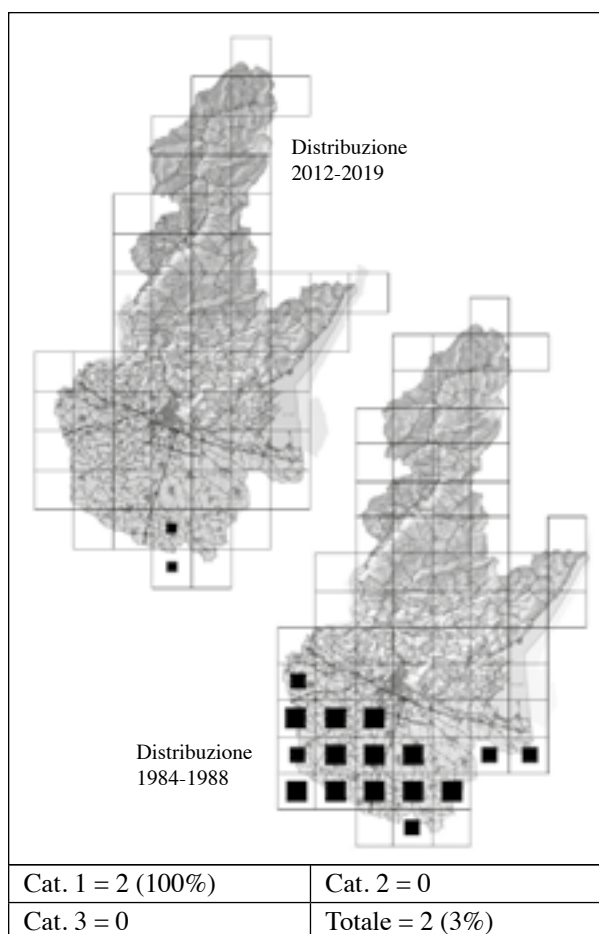 Distribuzione
2012-2019
Distribuzione
1984-1988
Cat. 1 = 2 (100%)
Cat. 2 = 0
Cat. 3 = 0
Totale = 2 (3%)